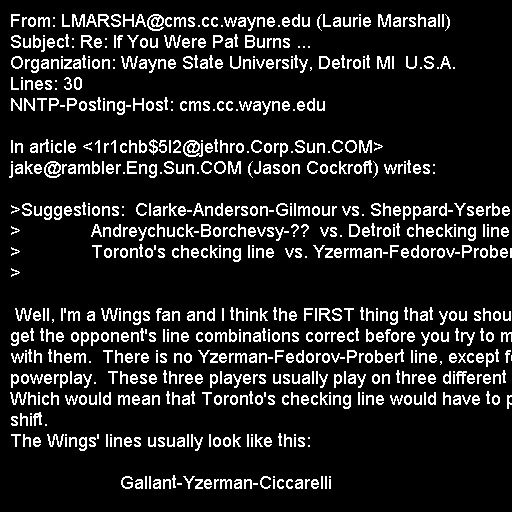 From: LMARSHA@cms.cc.wayne.edu (Laurie Marshall)
Subject: Re: If You Were Pat Burns ...
Organization: Wayne State University, Detroit MI  U.S.A.
Lines: 30
NNTP-Posting-Host: cms.cc.wayne.edu

In article <1r1chb$5l2@jethro.Corp.Sun.COM>
jake@rambler.Eng.Sun.COM (Jason Cockroft) writes:

>Suggestions:  Clarke-Anderson-Gilmour vs. Sheppard-Yserbe
>             Andreychuck-Borchevsy-??  vs. Detroit checking line
>             Toronto's checking line  vs. Yzerman-Fedorov-Prober
>

 Well, I'm a Wings fan and I think the FIRST thing that you shou
get the opponent's line combinations correct before you try to m
with them.  There is no Yzerman-Fedorov-Probert line, except f
powerplay.  These three players usually play on three different
Which would mean that Toronto's checking line would have to p
shift.
The Wings' lines usually look like this:

                    Gallant-Yzerman-Ciccarelli